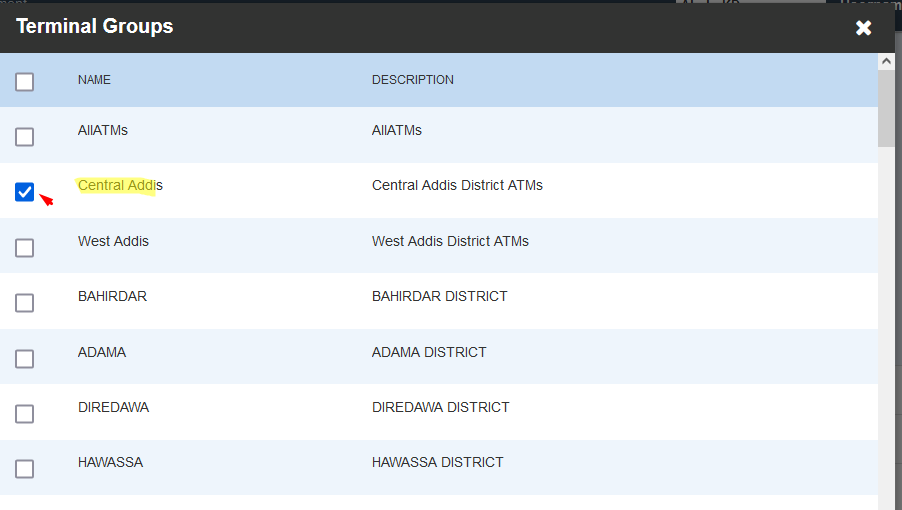 Terminal Groups
NAME DESCRIPTION
AllATMs AllATMs
Central Addis Central Addis District ATMs
West Addis West Addis District ATMs
BAHIRDAR BAHIRDAR DISTRICT
ADAMA ADAMA DISTRICT
DIREDAWA DIREDAWA DISTRICT
HAWASSA HAWASSA DISTRICT